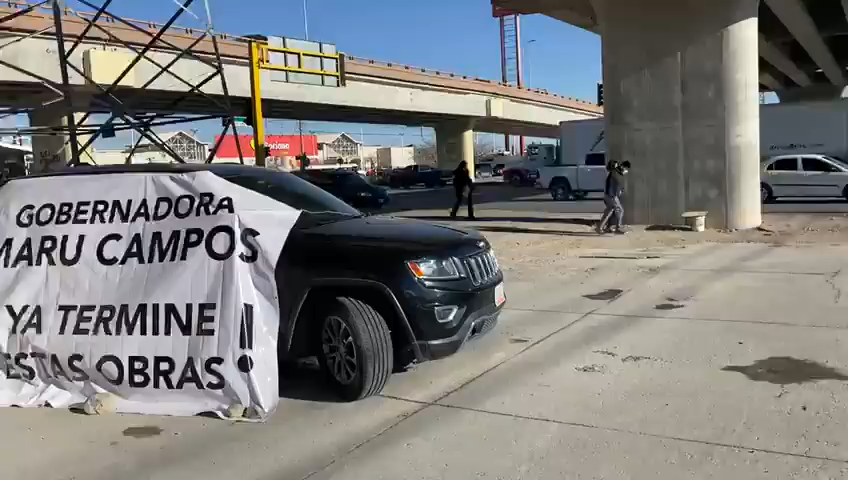 GOBERNADORA
MARU CAMPOS
YA TERMINE
ESTAS OBRAS !